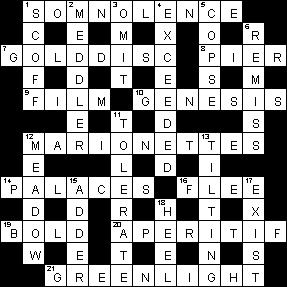 1 S O 2 M N 3 O L 4 E N 5 C E
C E M X O 6 R
7 G O L D D I S C 8 P I E R
F D T E S M
9 F I L M 10 G E N E S I S
E 11 T D S
12 M A R I O N E T 13 T E S
E L D I
14 P A L 15 A C E S 16 F L E 17 E
D D R 18 H T X
19 B O L D 20 A P E R I T I F
W E T N S
21 G R E E N L I G H T